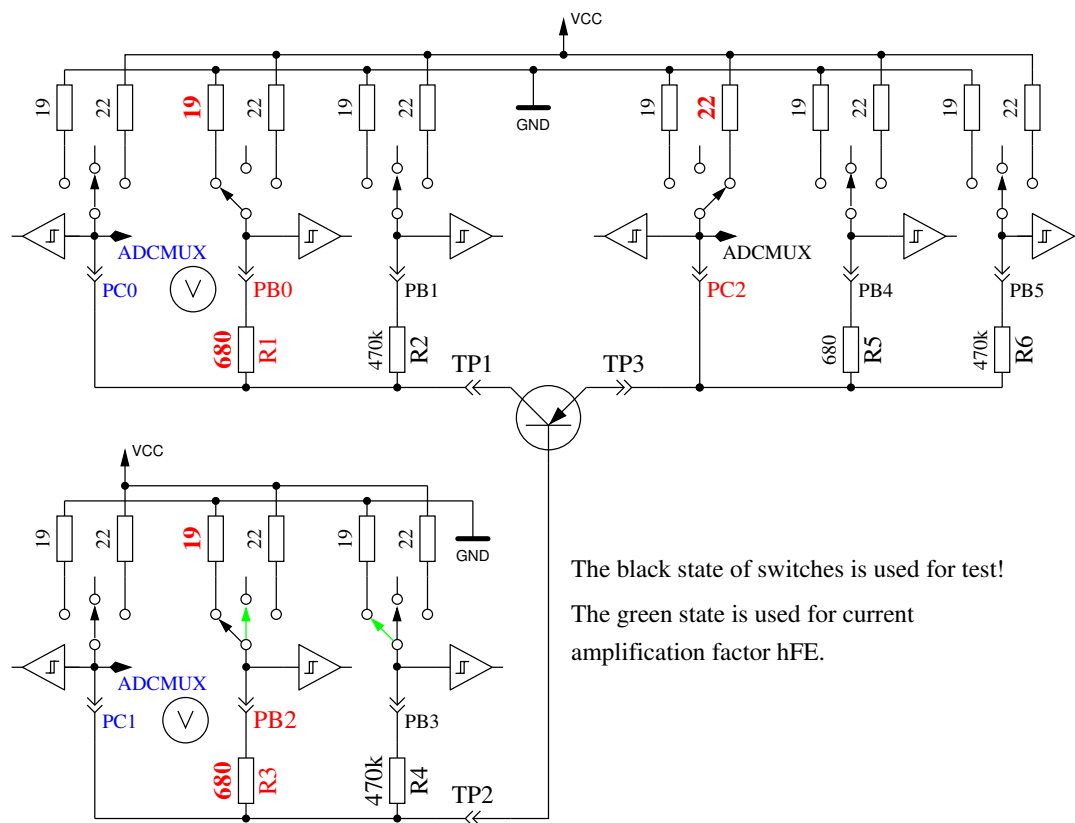 VCC
19
22
19
22
19
22
GND
19
22
19
22
19
22
ADCMUX
ADCMUX
PC0
V
PB0
PB1
PC2
PB4
PB5
680
R1
470k
R2
680
R5
470k
R6
TP1
TP3
VCC
19
22
19
22
19
22
GND
The black state of switches is used for test!
The green state is used for current
amplification factor hFE.
ADCMUX
PC1
V
PB2
PB3
680
R3
470k
R4
TP2